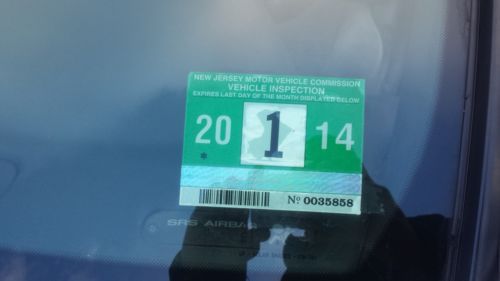 NEW JERSEY MOTOR VEHICLE COMMISSION
VEHICLE INSPECTION
EXPIRES LAST DAY OF THE MONTH DISPLAYED BELOW
20 1 14
*
Nº 0035858
SRS AIRBAG